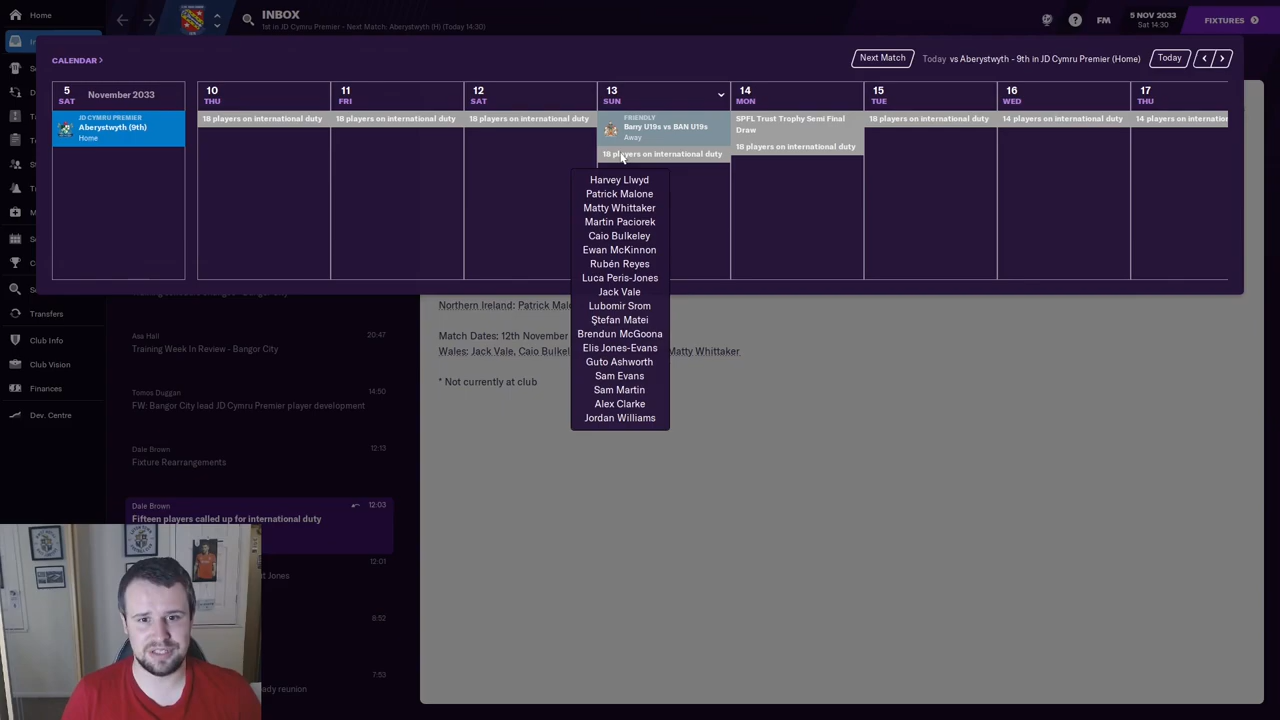 Home
INBOX
1st in JD Cymru Premier - Next Match: Aberystwyth (H) (Today 14:30)
FM
5 NOV 2033
SAT 14:30
FIXTURES
CALENDAR
Next Match
Today vs Aberystwyth - 9th in JD Cymru Premier (Home)
Today
5
SAT
November 2033
JD CYMRU PREMIER
Aberystwyth (9th)
Home
10
THU
18 players on international duty
11
FRI
18 players on international duty
12
SAT
18 players on international duty
13
SUN
FRIENDLY
Barry U19s vs BAN U19s
Away
18 players on international duty
14
MON
SPFL Trust Trophy Semi Final
Draw
18 players on international duty
15
TUE
18 players on international duty
16
WED
14 players on international duty
17
THU
14 players on internation
Harvey Llwyd
Patrick Malone
Matty Whittaker
Martin Paciorek
Caio Bulkeley
Ewan McKinnon
Rubén Reyes
Luca Peris-Jones
Jack Vale
Lubomir Srom
Ştefan Matei
Brendun McGoona
Elis Jones-Evans
Guto Ashworth
Sam Evans
Sam Martin
Alex Clarke
Jordan Williams
Transfers
Club Info
Club Vision
Finances
Dev. Centre
Asa Hall
20:47
Training Week In Review - Bangor City
Tomos Duggan
14:50
FW: Bangor City lead JD Cymru Premier player development
Dale Brown
12:13
Fixture Rearrangements
Dale Brown
12:03
Fifteen players called up for international duty
12:01
t Jones
8:52
7:53
ady reunion
Northern Ireland: Patrick Mal
Match Dates: 12th November
Wales: Jack Vale, Caio Bulkel
Matty Whittaker
* Not currently at club